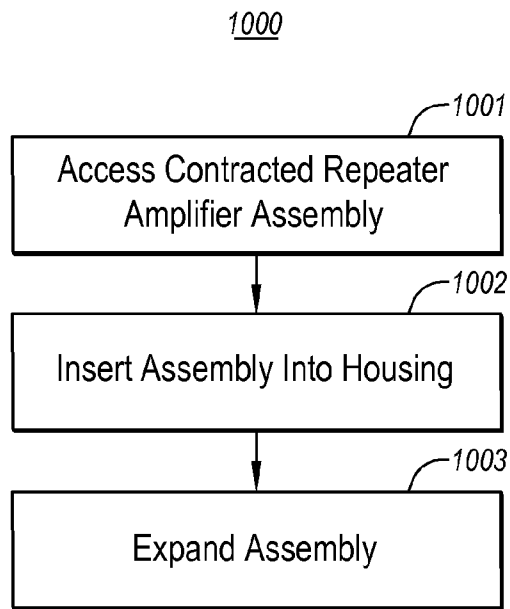 1000
1001
Access Contracted Repeater
Amplifier Assembly
1002
Insert Assembly Into Housing
1003
Expand Assembly